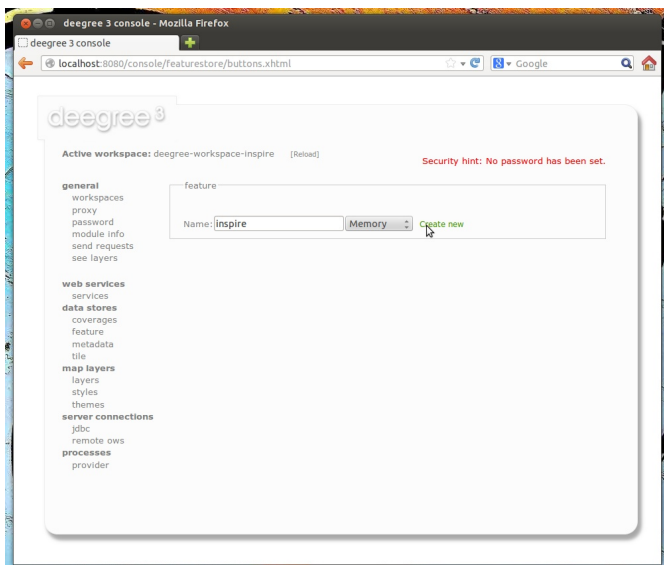 deegree 3 console - Mozilla Firefox
deegree 3 console
localhost:8080/console/featurestore/buttons.xhtml
Google
deegree 3
Active workspace: deegree-workspace-inspire [Reload]
Security hint: No password has been set.
general
workspaces
proxy
password
module info
send requests
see layers
web services
services
data stores
coverages
feature
metadata
tile
map layers
layers
styles
themes
server connections
jdbc
remote ows
processes
provider
feature
Name: inspire Memory Create new